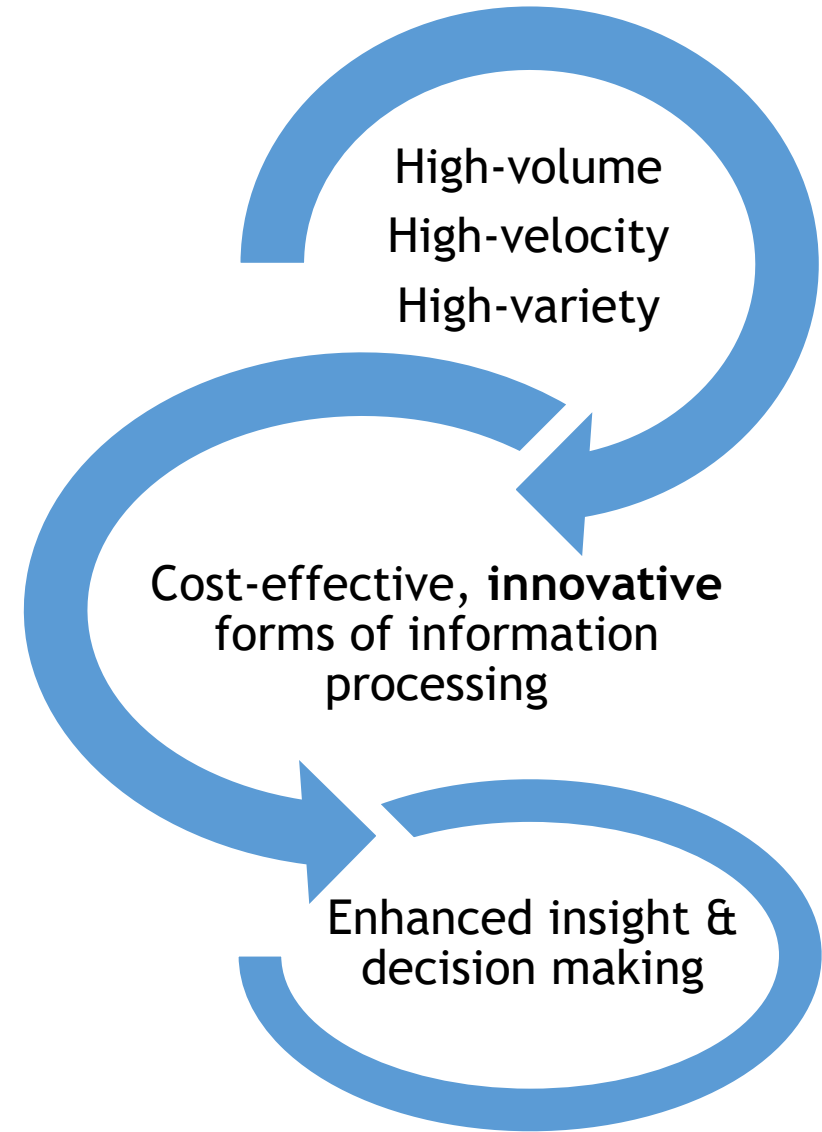 High-volume
High-velocity
High-variety
Cost-effective, innovative
forms of information
processing
Enhanced insight &
decision making